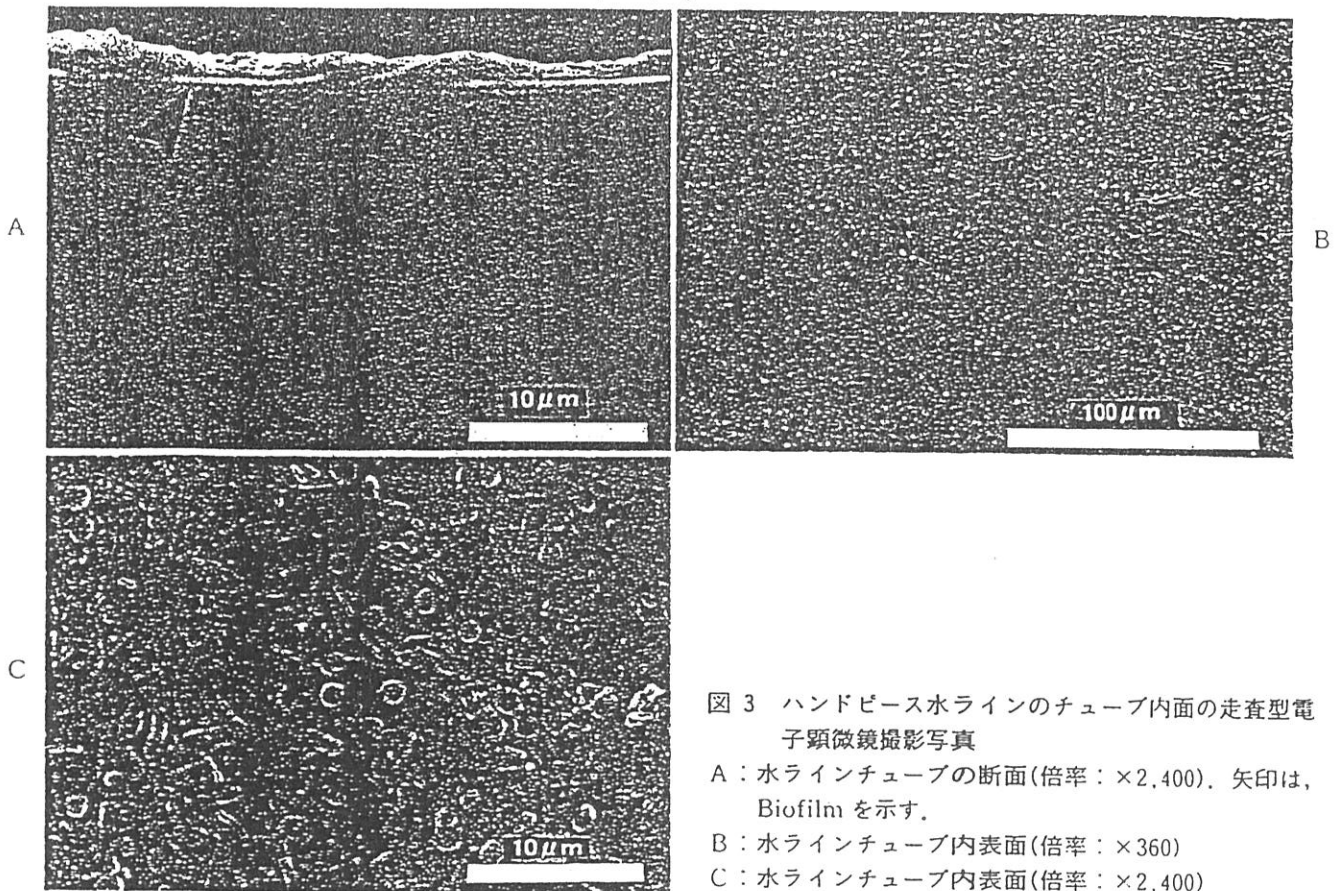 A
B
10μm
100μm
C
10μm
図 3 ハンドピース水ラインのチューブ内面の走査型電
子顕微鏡撮影写真
A:水ラインチューブの断面(倍率:×2,400).矢印は,
Biofilm を示す。
B:水ラインチューブ内表面(倍率:×360)
C:水ラインチューブ内表面(倍率:×2,400)